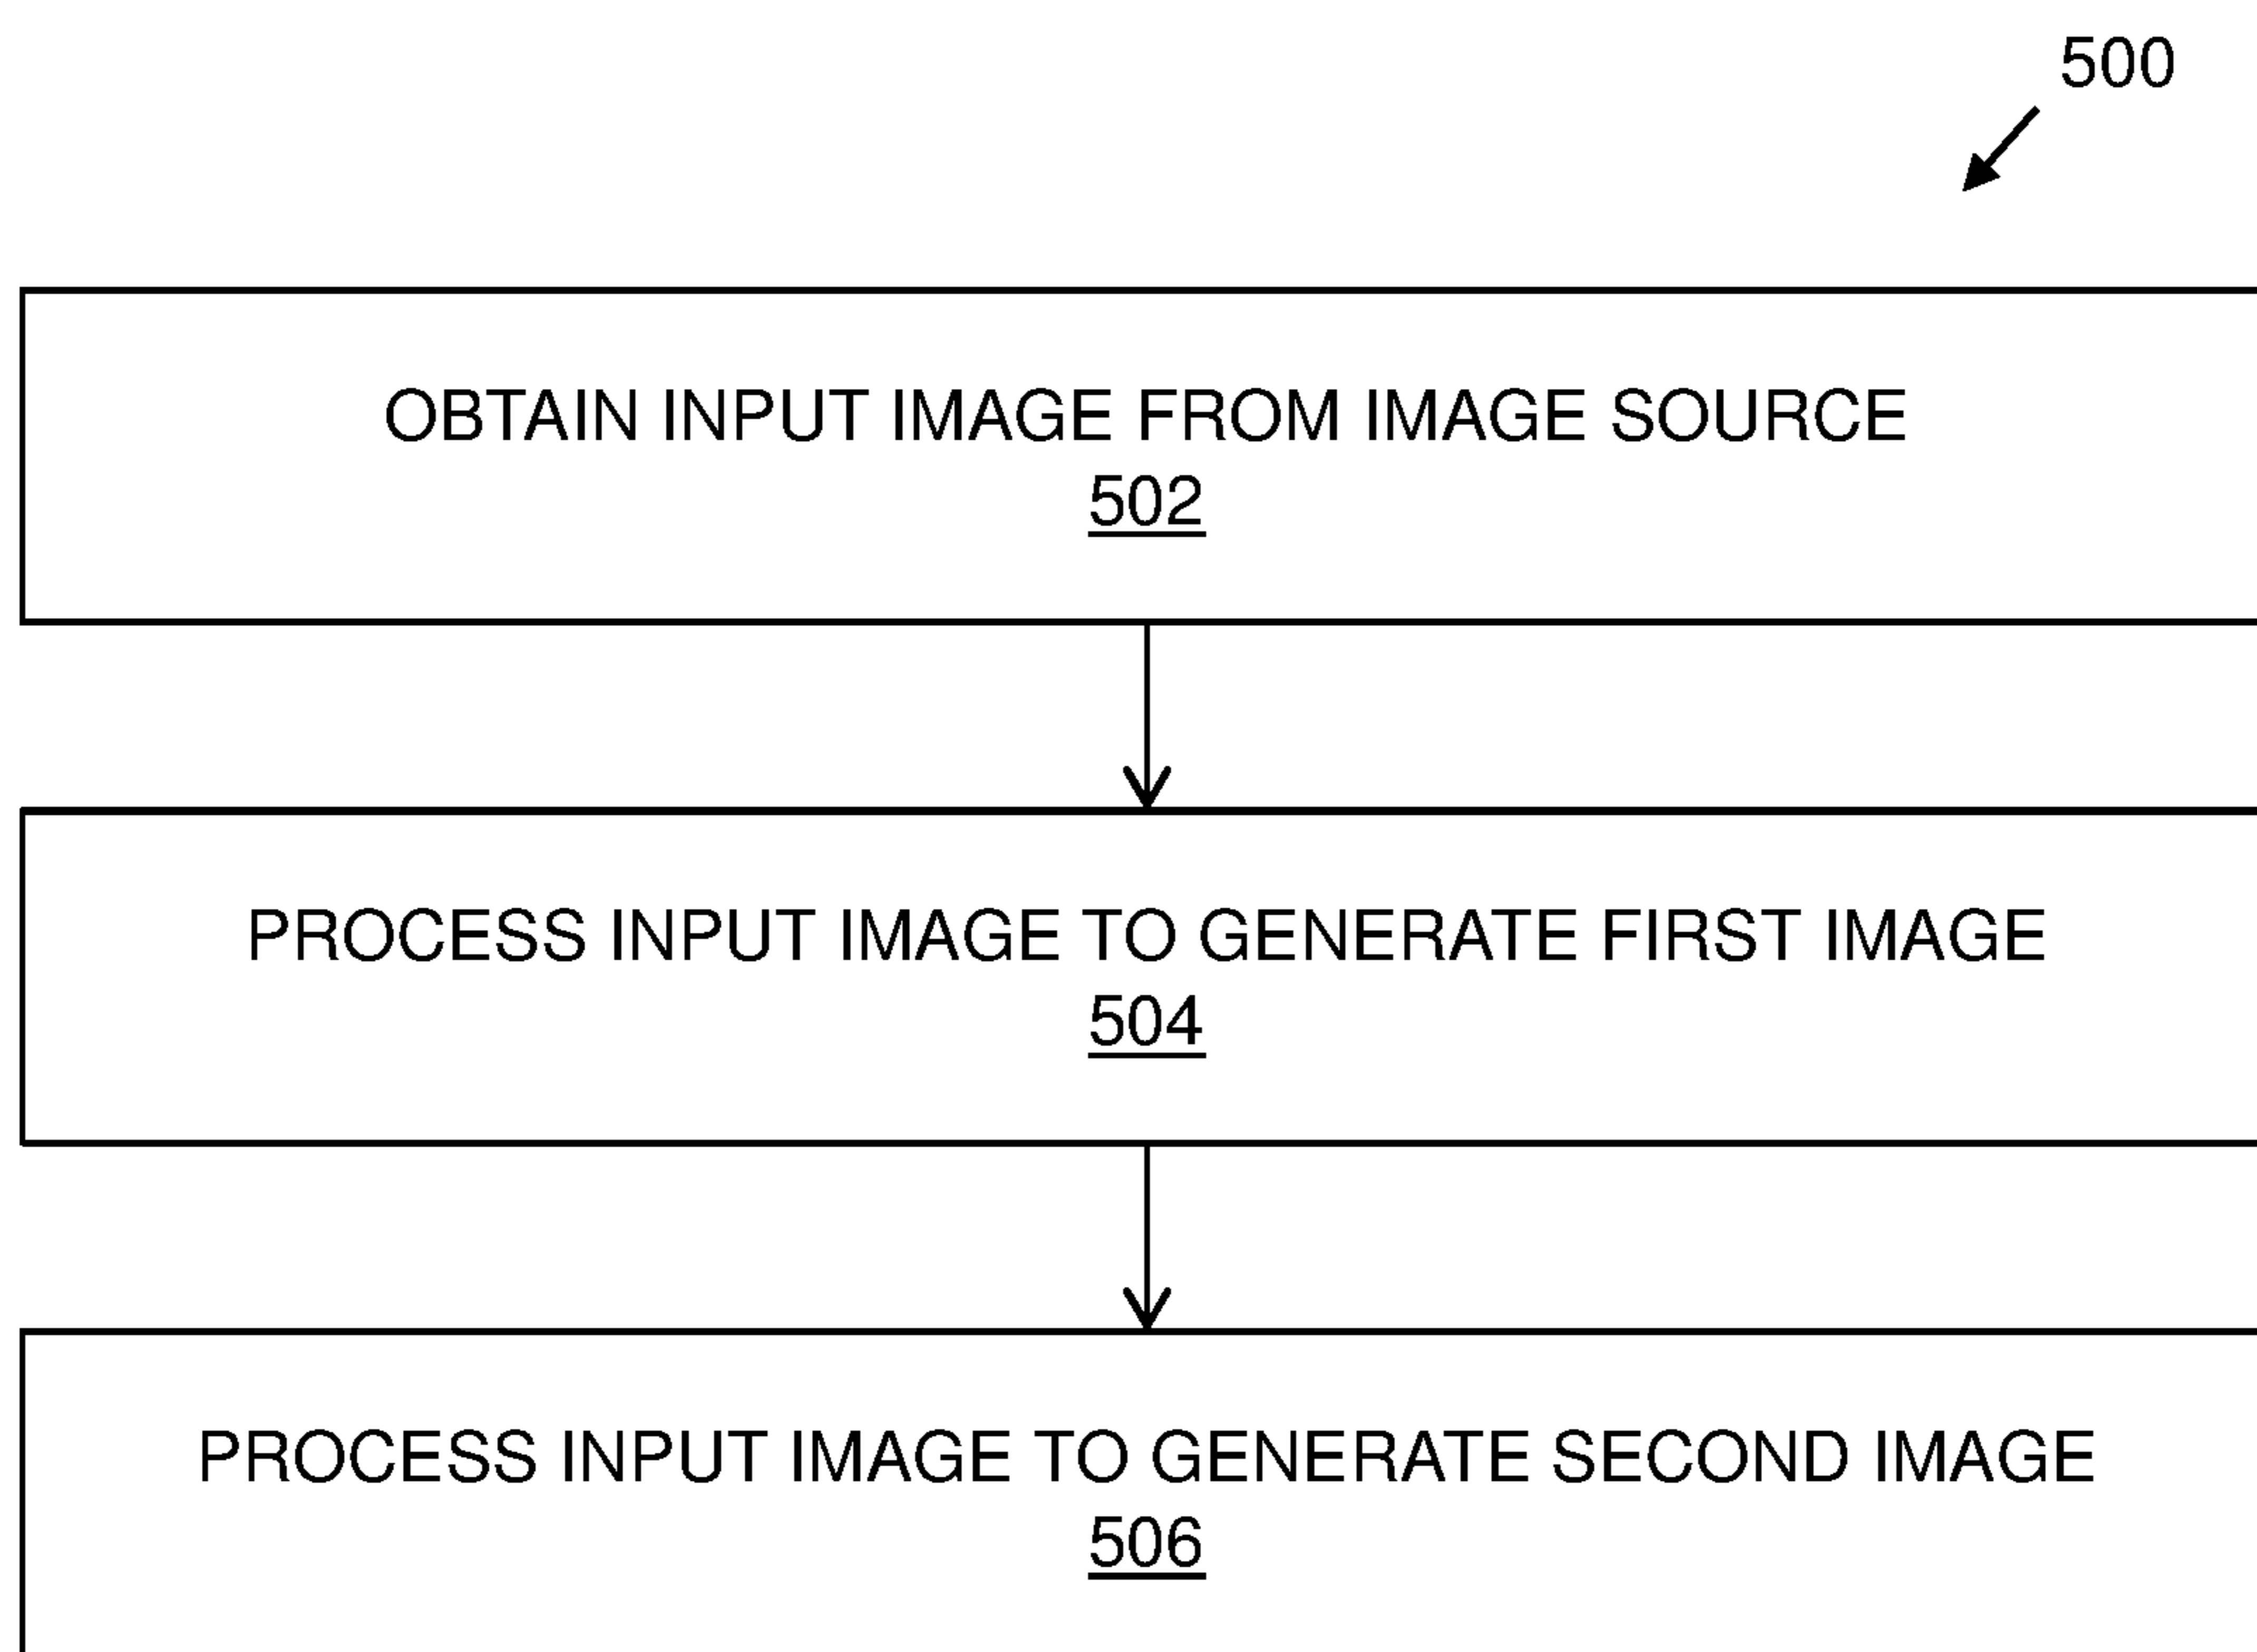 500
OBTAIN INPUT IMAGE FROM IMAGE SOURCE
502
PROCESS INPUT IMAGE TO GENERATE FIRST IMAGE
504
PROCESS INPUT IMAGE TO GENERATE SECOND IMAGE
506